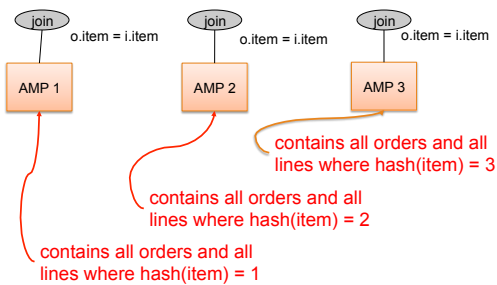 join
join
join
o.item = i.item
o.item = i.item
o.item = i.item
AMP 1
AMP 2
AMP 3
contains all orders and all
lines where hash(item) = 3
contains all orders and all
lines where hash(item) = 2
contains all orders and all
lines where hash(item) = 1